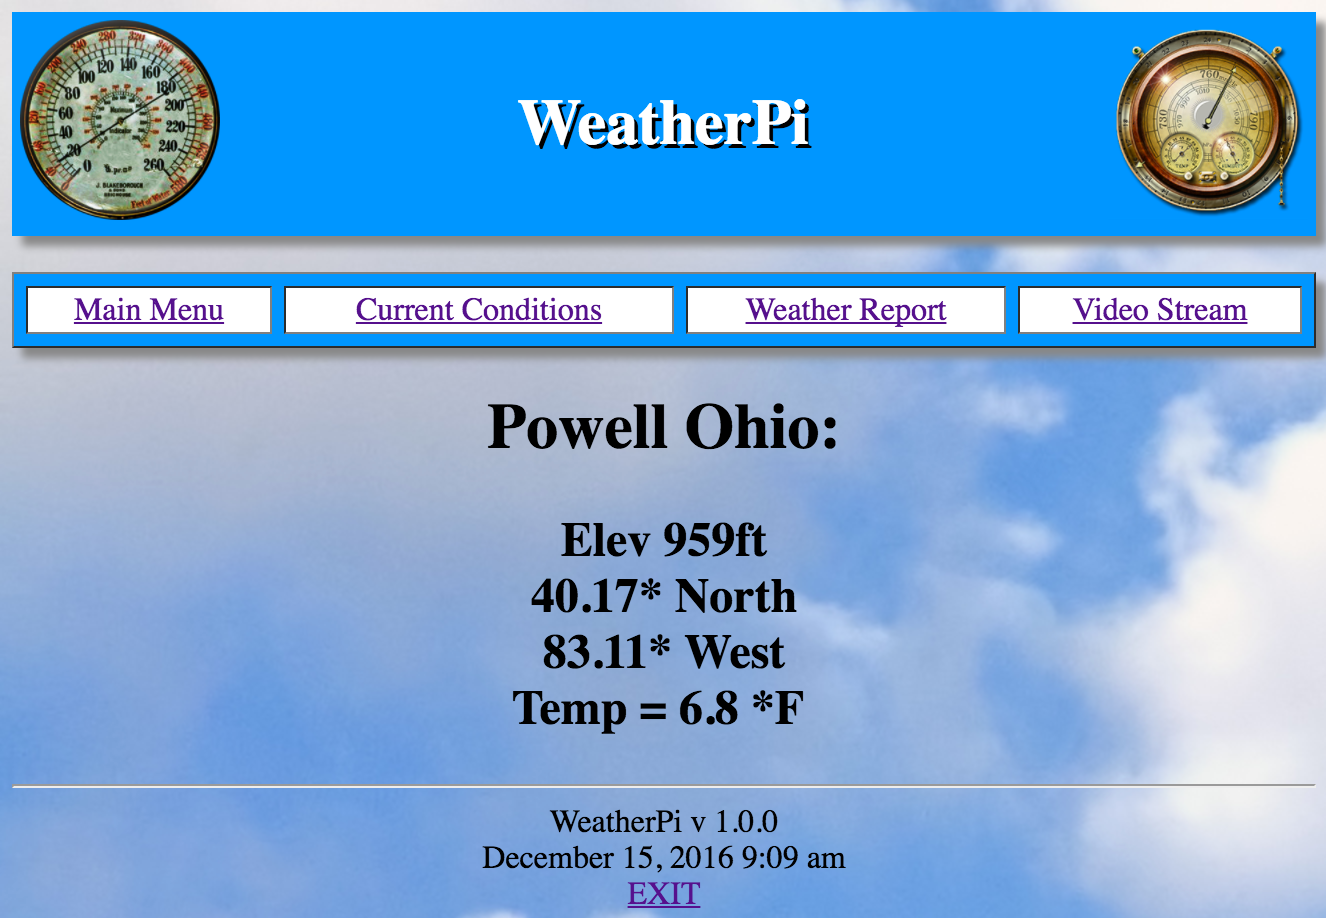 WeatherPi
Main Menu
Current Conditions
Weather Report
Video Stream
Powell Ohio:
Elev 959ft
40.17* North
83.11* West
Temp = 6.8 *F
WeatherPi v 1.0.0
December 15, 2016 9:09 am
EXIT